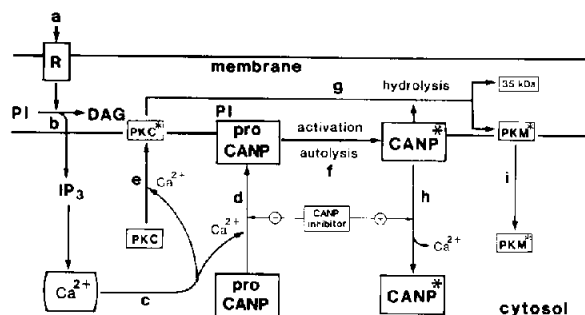 a
R
membrane
g
hydrolysis
35 kDa
PI
b
DAG
PKC*
PI
pro
CANP
activation
autolysis
f
CANP*
PKM*
e
Ca2+
d
h
i
IP3
Ca2+
CANP
inhibitor
Ca2+
PKC
PKM*
Ca2+
c
pro
CANP
CANP*
cytosol